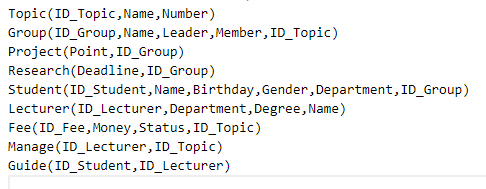 Topic(ID_Topic,Name,Number)
Group(ID_Group,Name,Leader,Member,ID_Topic)
Project(Point,ID_Group)
Research(Deadline,ID_Group)
Student(ID_Student,Name,Birthday,Gender,Department,ID_Group)
Lecturer(ID_Lecturer,Department,Degree,Name)
Fee(ID_Fee,Money,Status,ID_Topic)
Manage(ID_Lecturer,ID_Topic)
Guide(ID_Student,ID_Lecturer)